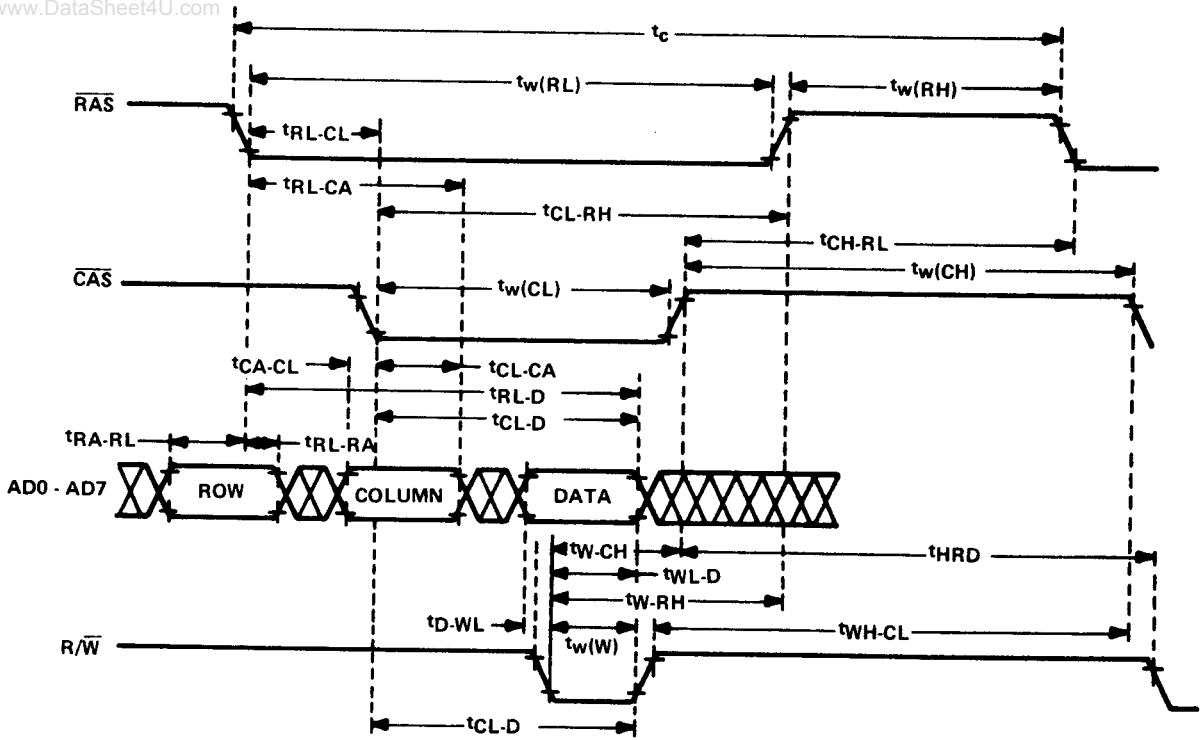 www.DataSheet4U.com
tc
tw(RL)
tw(RH)
RAS
tRL-CL
tRL-CA
tCL-RH
tCH-RL
tw(CH)
CAS
tw(CL)
tCA-CL
tCL-CA
tRL-D
tCL-D
tRA-RL
tRL-RA
AD0 - AD7
ROW
COLUMN
DATA
tW-CH
tHRD
tWL-D
tW-RH
tD-WL
tw(W)
tWH-CL
R/W
tCL-D